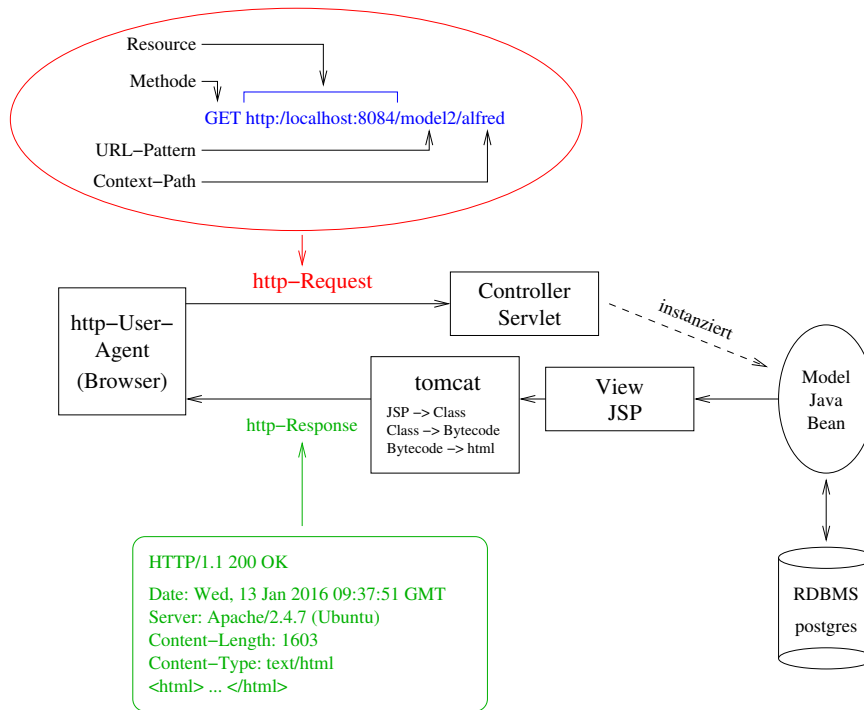 Resource
Methode
GET http:/localhost:8084/model2/alfred
URL−Pattern
Context−Path
http−Request
http−User−
Agent
(Browser)
Controller
Servlet
instanziert
tomcat
JSP −> Class
Class −> Bytecode
Bytecode −> html
View
JSP
Model
Java
Bean
http−Response
HTTP/1.1 200 OK
Date: Wed, 13 Jan 2016 09:37:51 GMT
Server: Apache/2.4.7 (Ubuntu)
Content−Length: 1603
Content−Type: text/html
<html> ... </html>
RDBMS
postgres